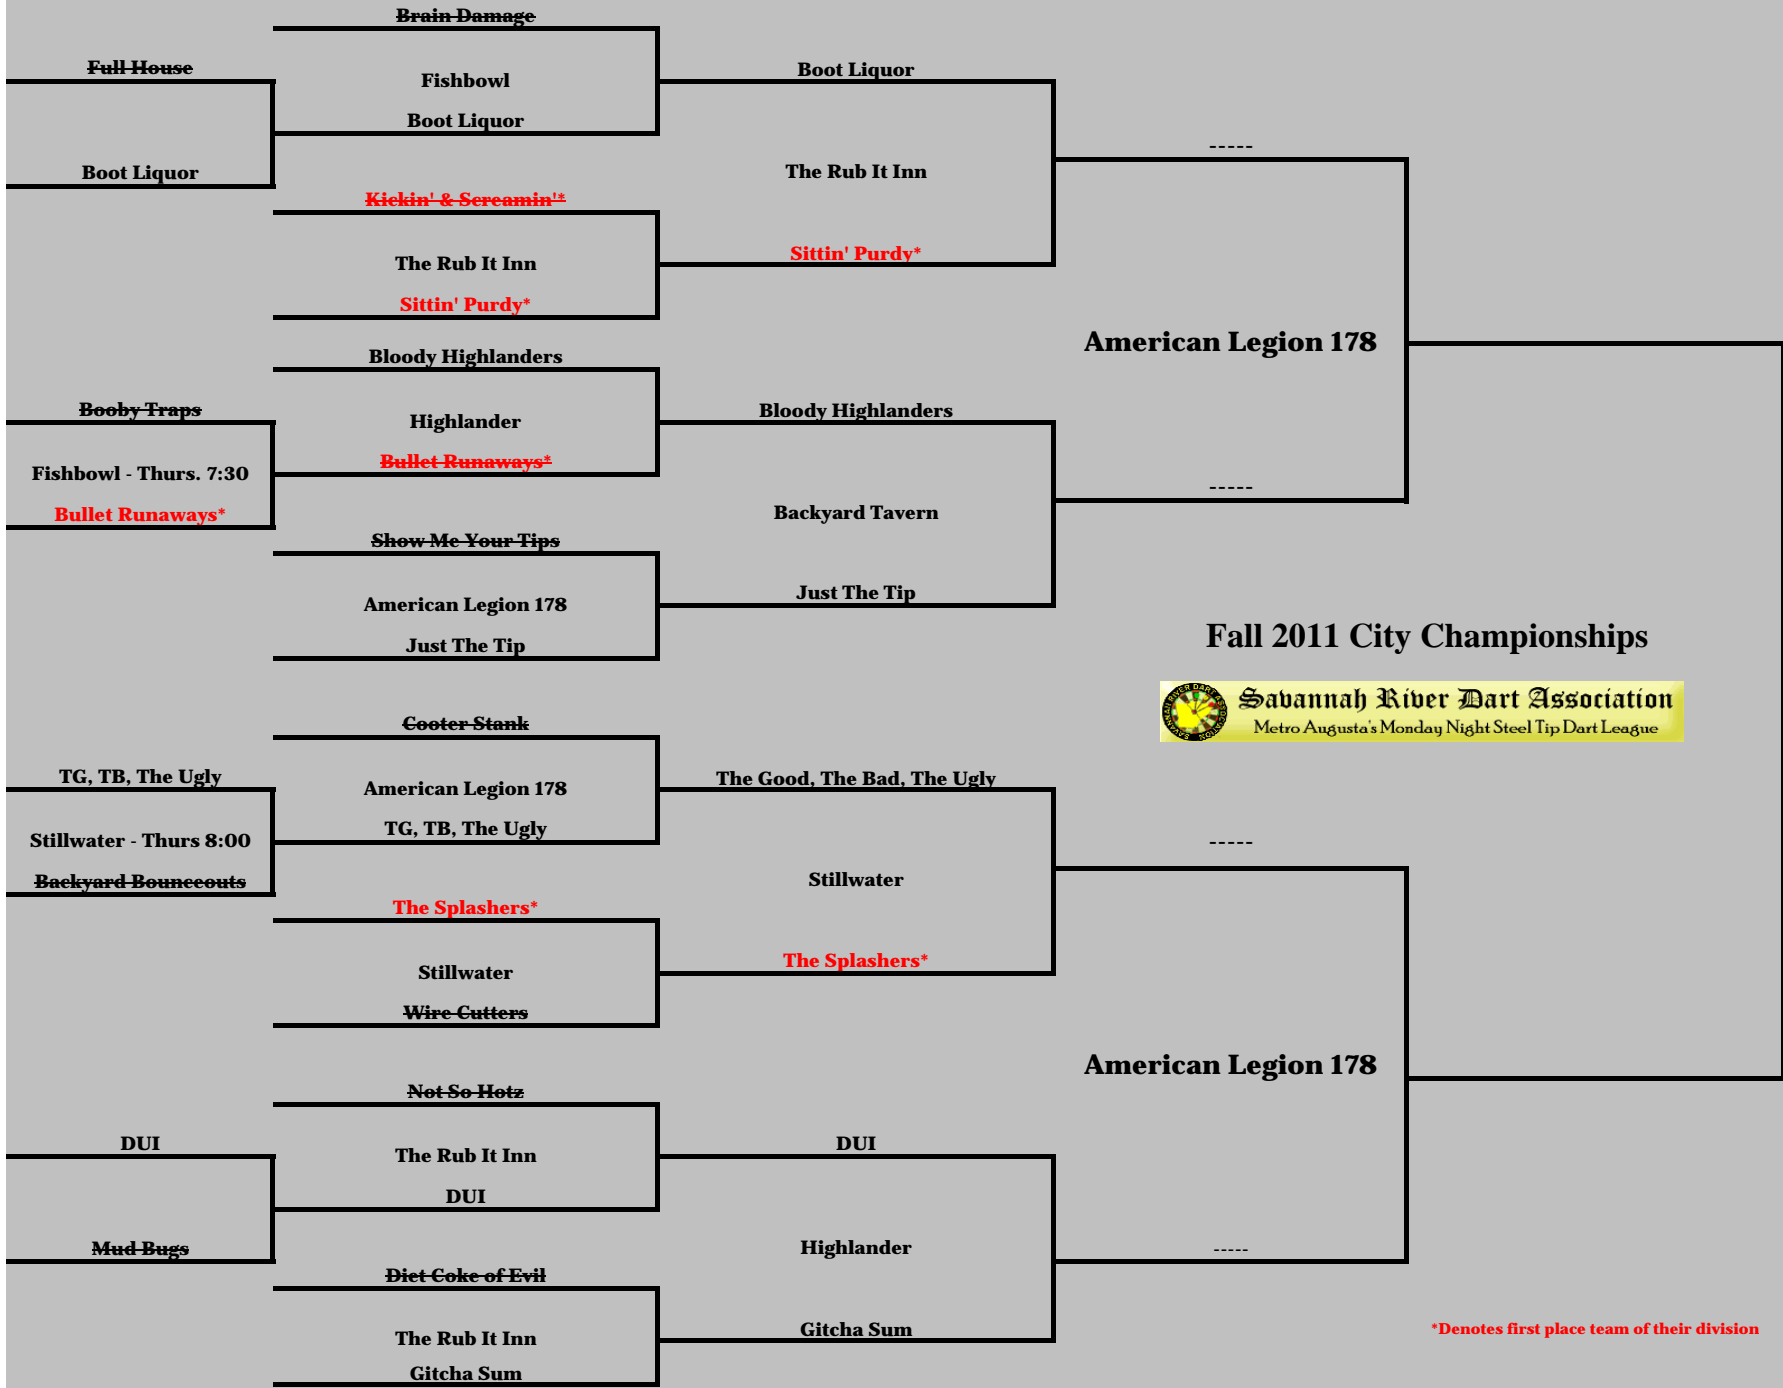 Brain Damage
Full House
Fishbowl
Boot Liquor
Boot Liquor
Boot Liquor
-----
The Rub It Inn
Kickin' & Screamin'*
The Rub It Inn
Sittin' Purdy*
Sittin' Purdy*
American Legion 178
Bloody Highlanders
Booby Traps
Highlander
Bloody Highlanders
Fishbowl - Thurs. 7:30
Bullet Runaways*
Bullet Runaways*
-----
Backyard Tavern
Show Me Your Tips
American Legion 178
Just The Tip
Just The Tip
Fall 2011 City Championships
SAVANNAH RIVER DART ASSOCIATION
Savannah River Dart Association
Metro Augusta's Monday Night Steel Tip Dart League
Cooter Stank
TG, TB, The Ugly
American Legion 178
The Good, The Bad, The Ugly
Stillwater - Thurs 8:00
TG, TB, The Ugly
-----
Backyard Bounceouts
Stillwater
The Splashers*
Stillwater
The Splashers*
Wire Cutters
American Legion 178
Not So Hotz
DUI
The Rub It Inn
DUI
DUI
Mud Bugs
Highlander
-----
Diet Coke of Evil
The Rub It Inn
Gitcha Sum
Gitcha Sum
*Denotes first place team of their division